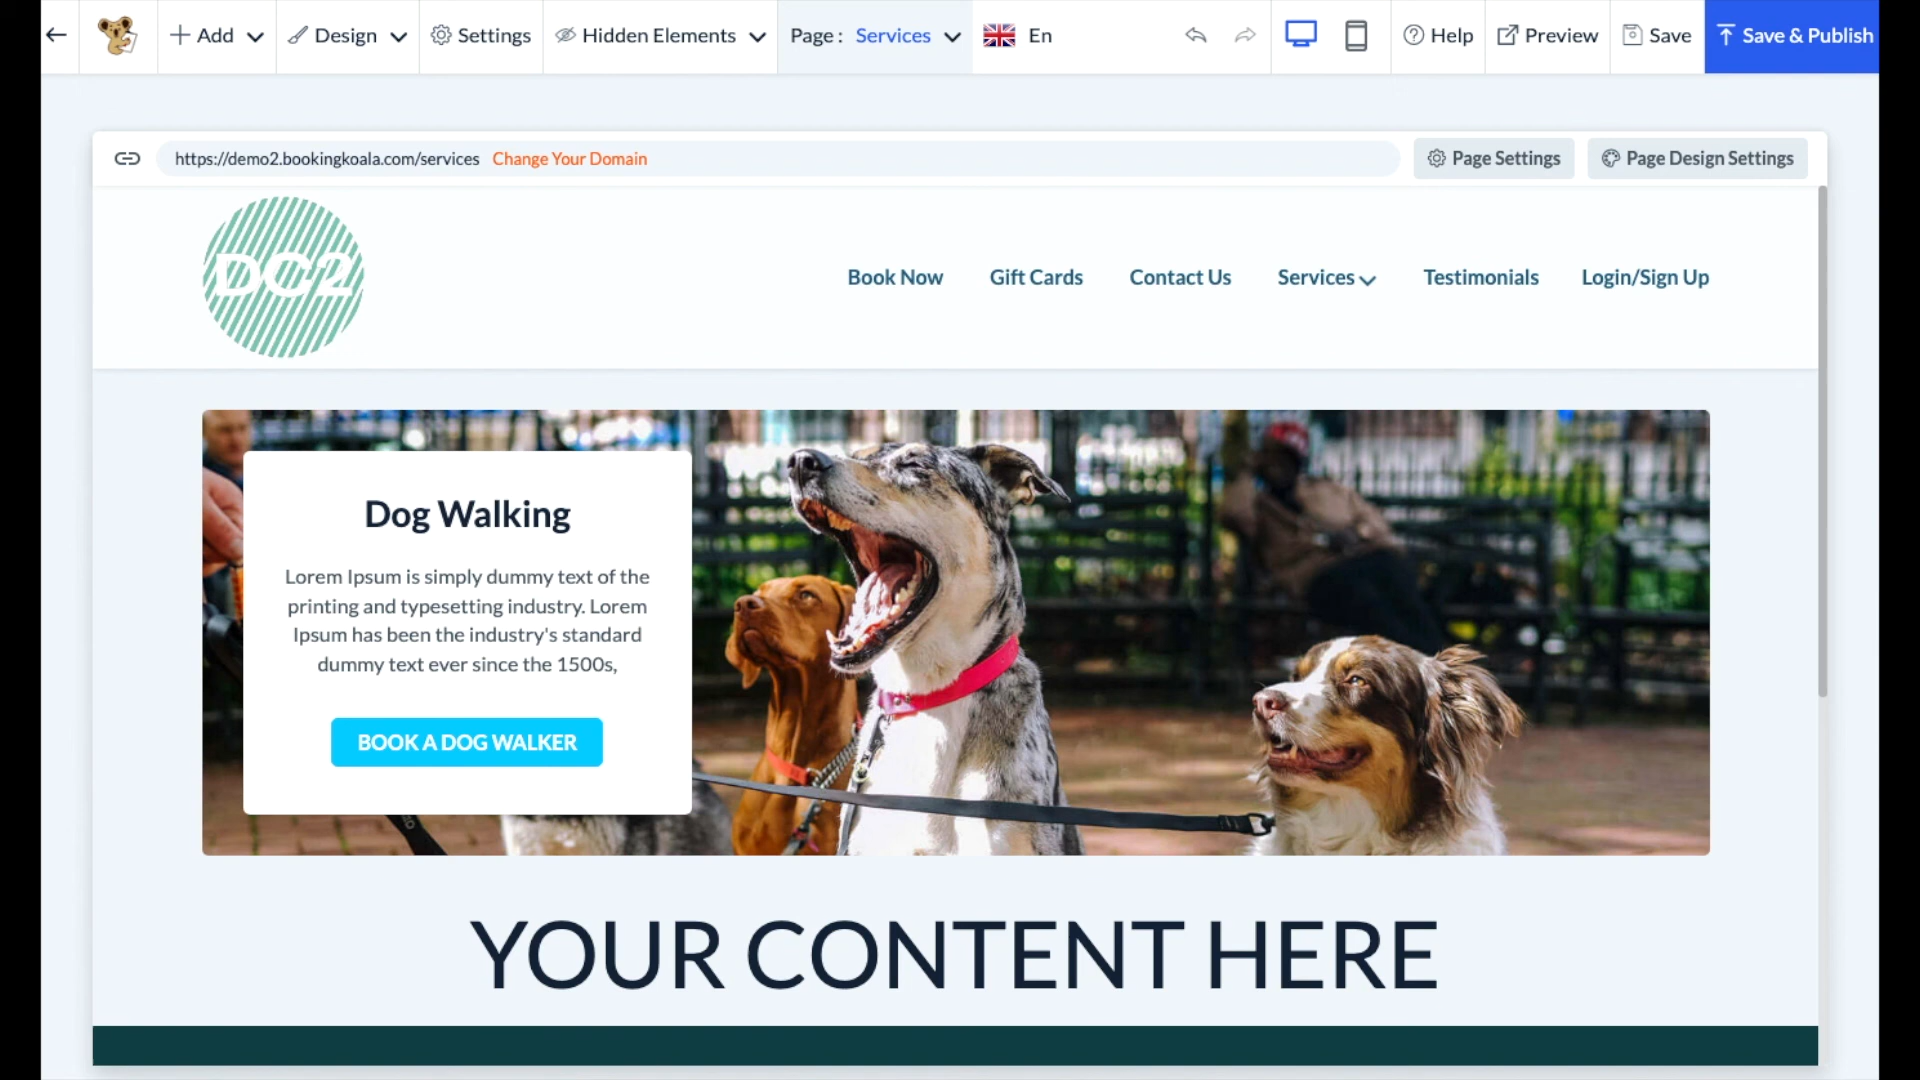 Add Design Settings Hidden Elements Page : Services En Help Preview Save Save & Publish
https://demo2.bookingkoala.com/services Change Your Domain Page Settings Page Design Settings
DC2
Book Now Gift Cards Contact Us Services Testimonials Login/Sign Up
Dog Walking
Lorem Ipsum is simply dummy text of the
printing and typesetting industry. Lorem
Ipsum has been the industry's standard
dummy text ever since the 1500s,
BOOK A DOG WALKER
YOUR CONTENT HERE